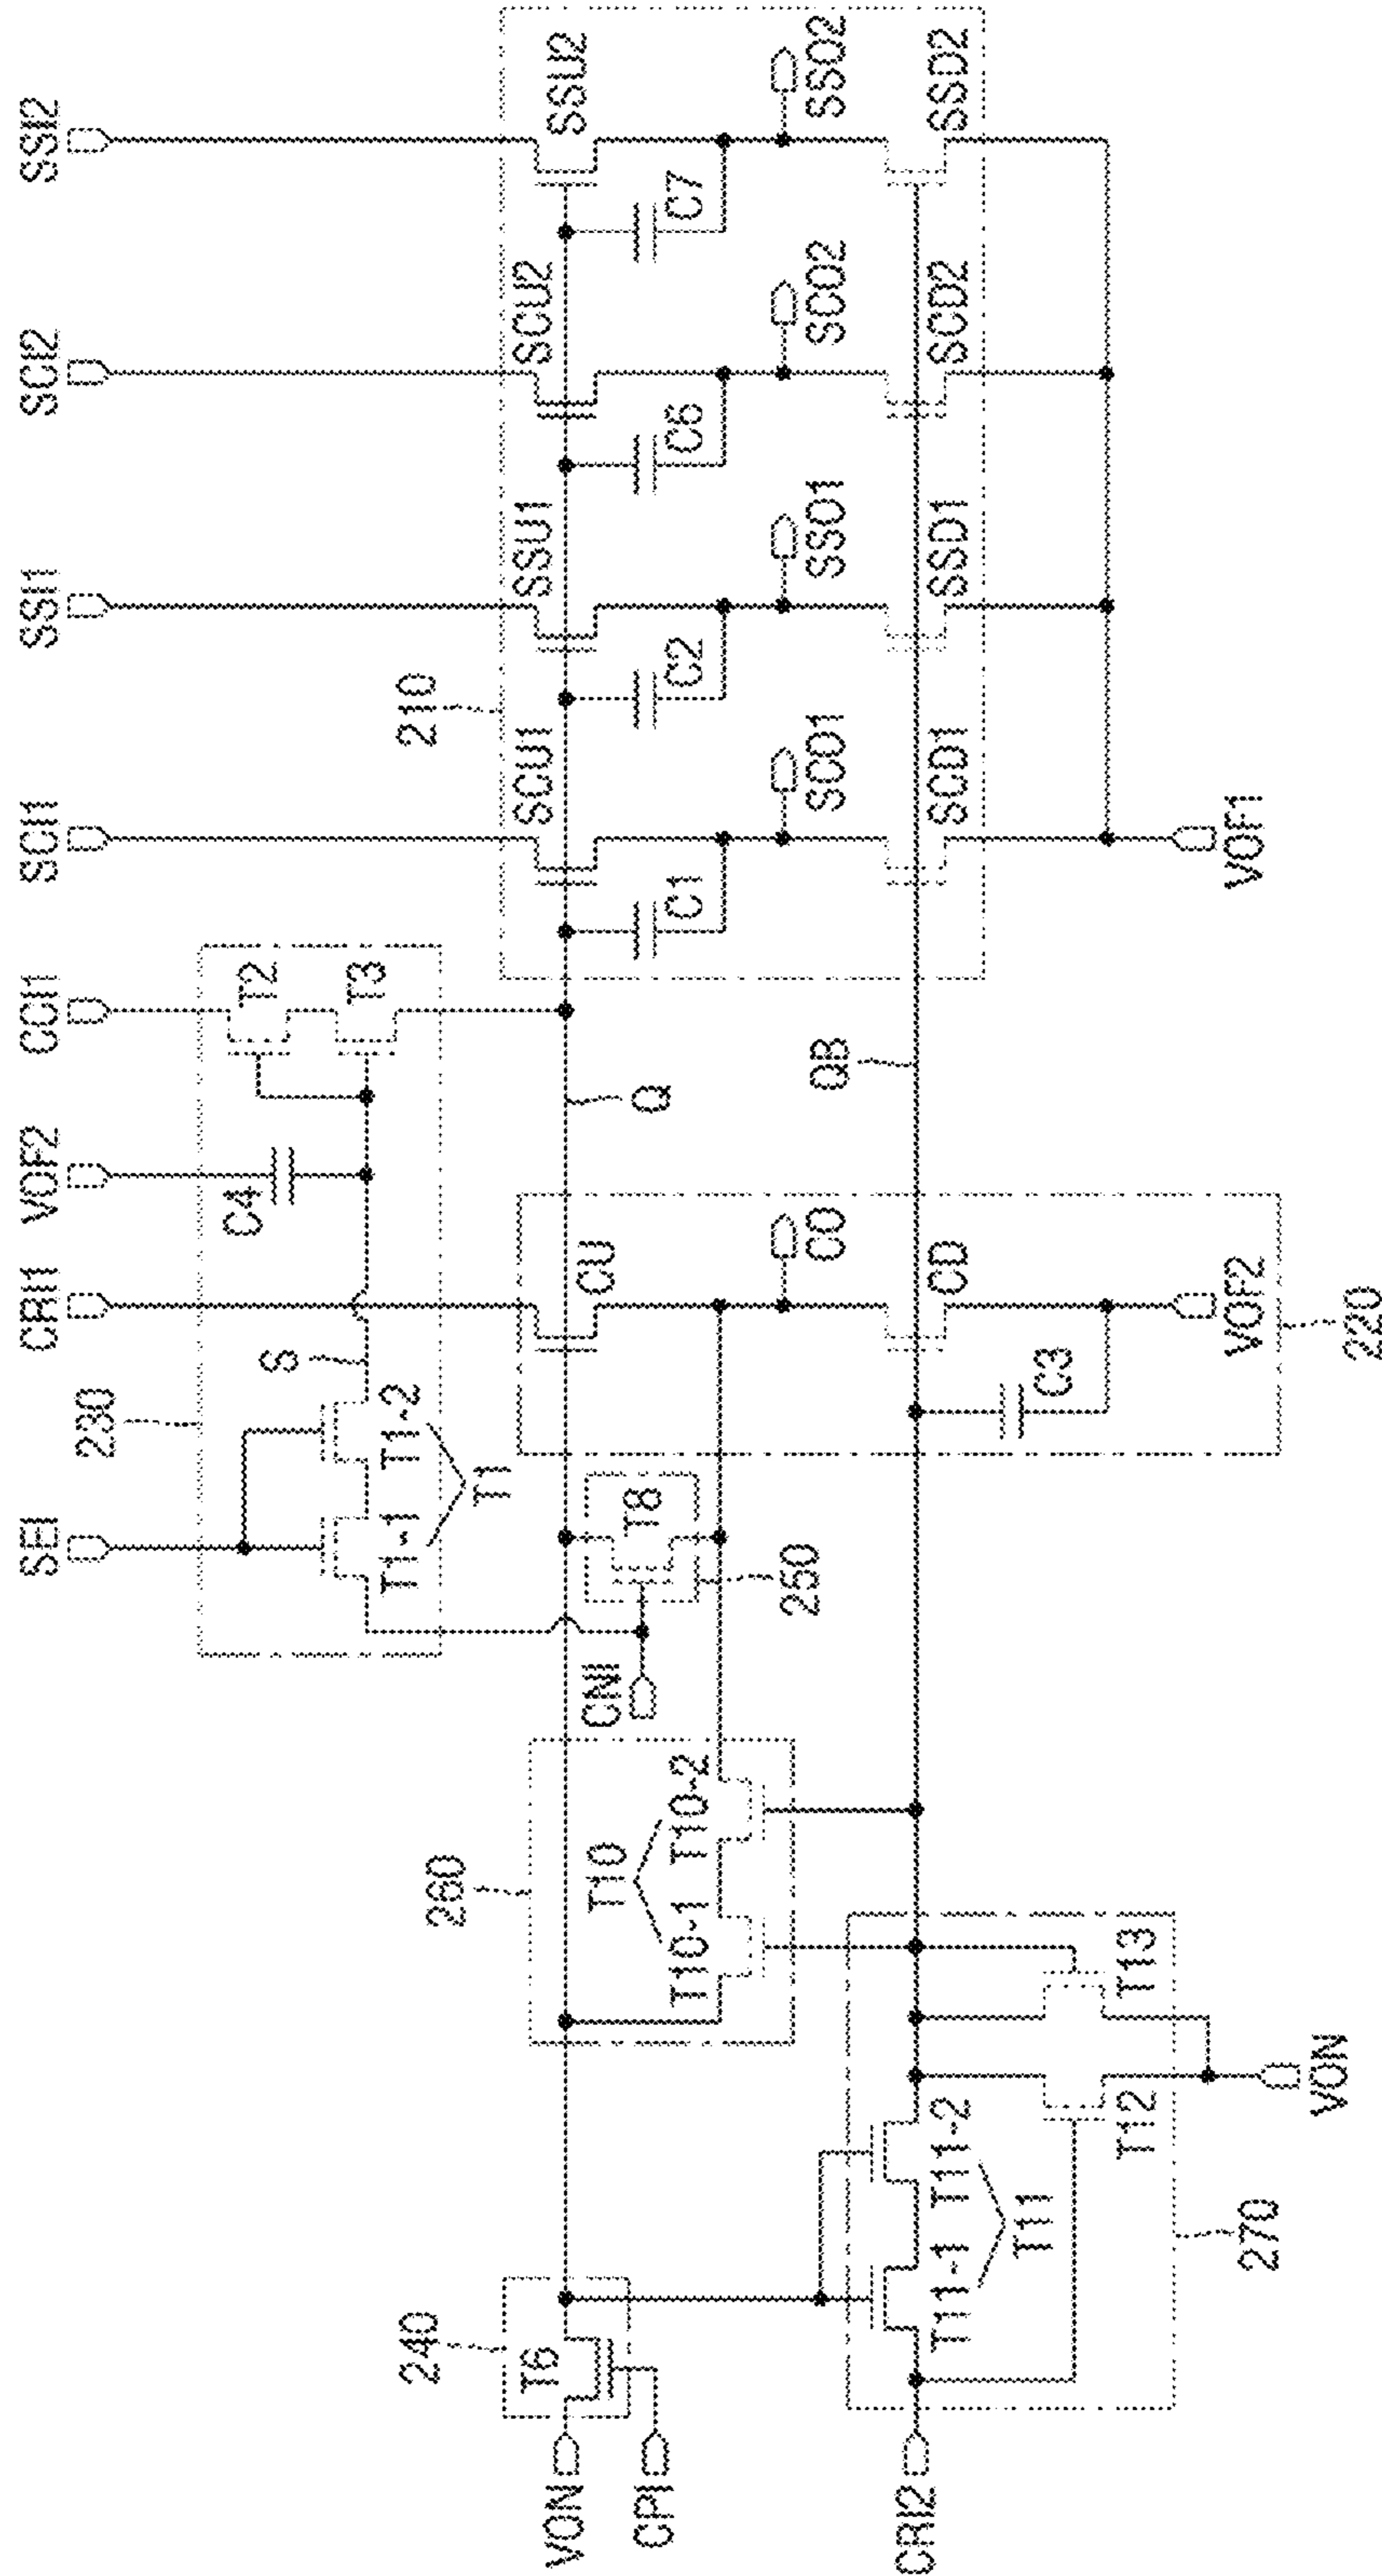 SEI
CRI1
VOF2
CCI1
SCI1
SSI1
SCI2
SSI2
230
S
C4
T2
T3
T1-1
T1-2
T1
210
SCU1
SSU1
SCU2
SSU2
C1
C2
C6
C7
240
T6
VON
CPI
260
T10
T10-1
T10-2
CNI
T8
250
CU
Q
CO
SCO1
SSO1
SCO2
SSO2
QB
CD
SCD1
SSD1
SCD2
SSD2
CRI2
T11-1
T11-2
T11
T12
T13
C3
VOF2
220
VOF1
270
VON